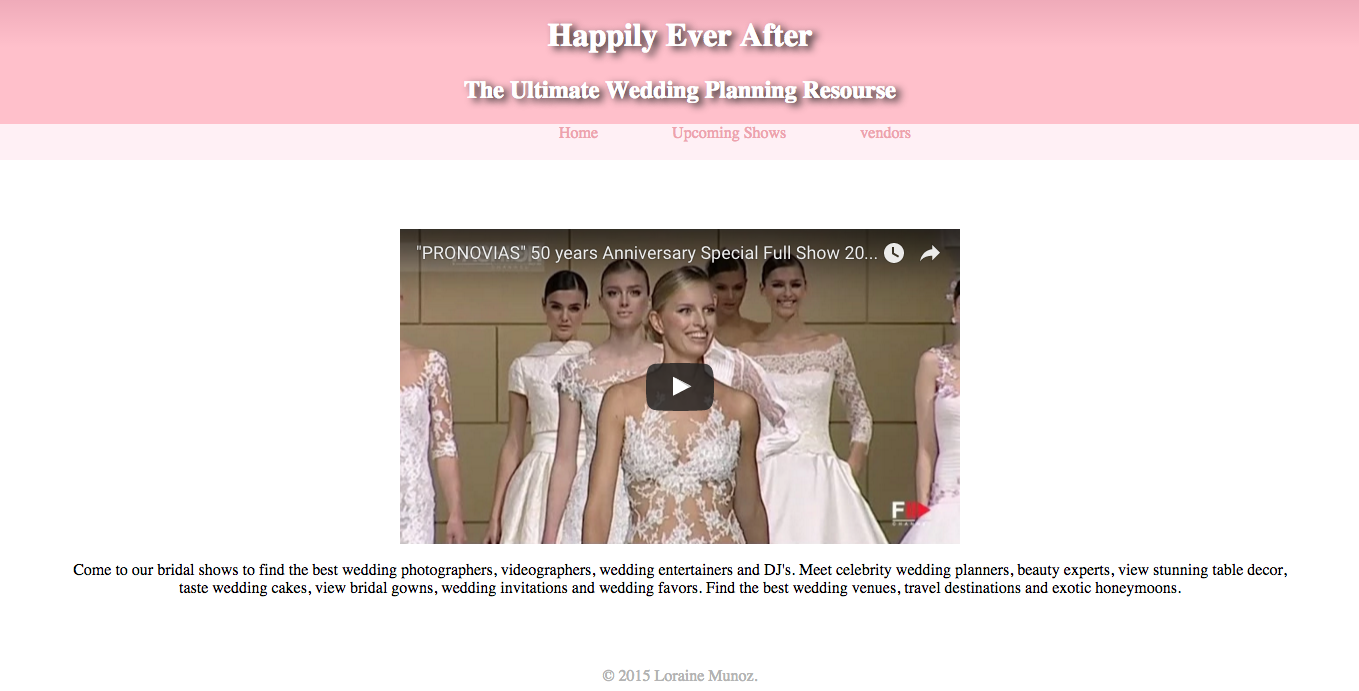 Happily Ever After
The Ultimate Wedding Planning Resourse
Home Upcoming Shows vendors
"PRONOVIAS" 50 years Anniversary Special Full Show 20...
F
CHANNEL
Come to our bridal shows to find the best wedding photographers, videographers, wedding entertainers and DJ's. Meet celebrity wedding planners, beauty experts, view stunning table decor,
taste wedding cakes, view bridal gowns, wedding invitations and wedding favors. Find the best wedding venues, travel destinations and exotic honeymoons.
© 2015 Loraine Munoz.